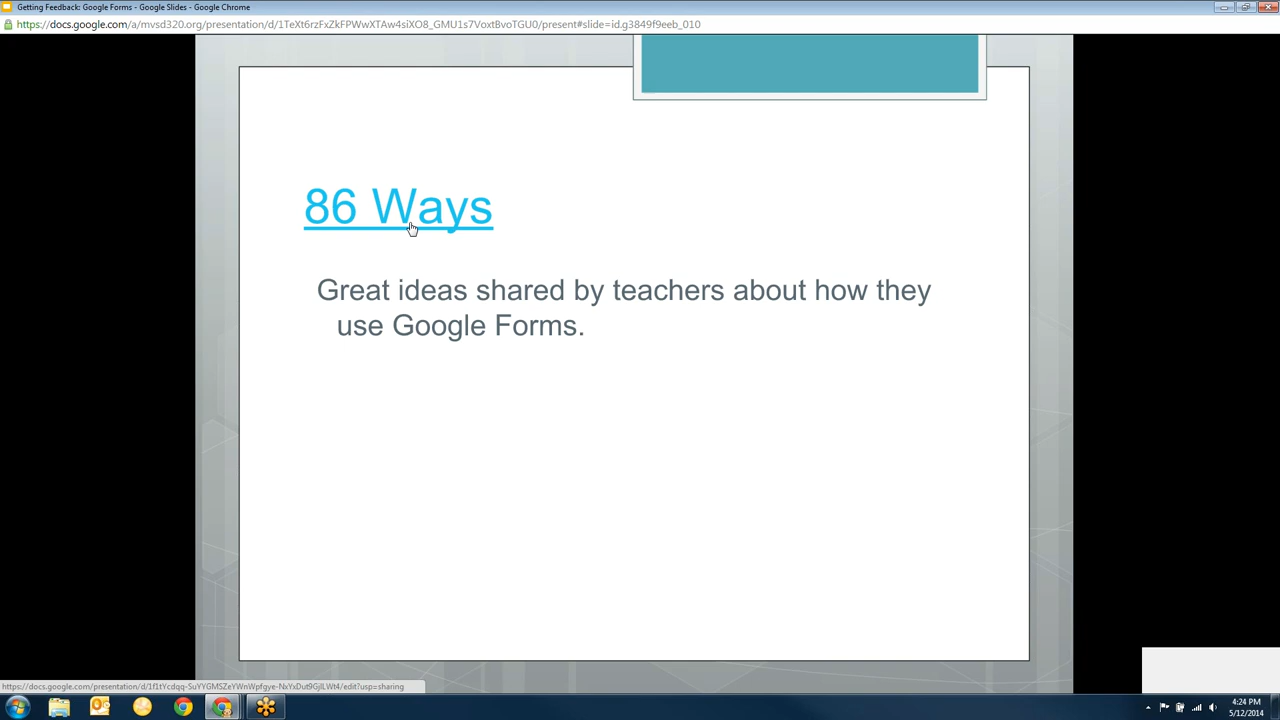 Getting Feedback: Google Forms - Google Slides - Google Chrome
https://docs.google.com/a/mvsd320.org/presentation/d/1TeXt6rzFxZkFPWwXTAw4siXO8_GMU1s7VoxtBvoTGU0/present#slide=id.g3849f9eeb_010
86 Ways
Great ideas shared by teachers about how they
use Google Forms.
https://docs.google.com/presentation/d/1f1tYcdqq-SuYYGMSZeYWnWpfgye-NxYxDut9GjlLWt4/edit?usp=sharing
4:24 PM
5/12/2014